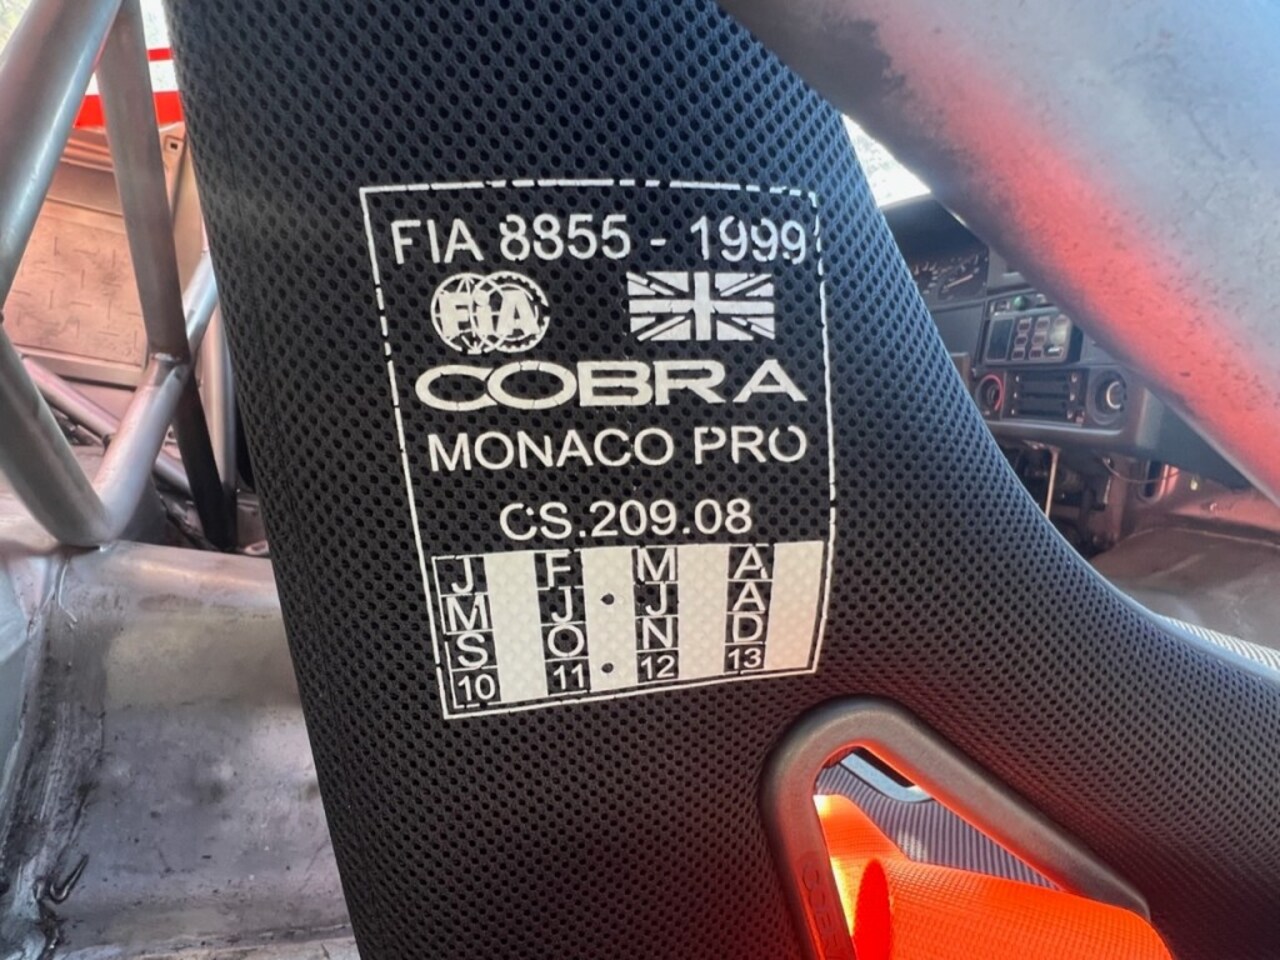 FIA 8855 - 1999
FIA
COBRA
MONACO PRO
CS.209.08
J F M A
M J J A
S O N D
10 11 12 13